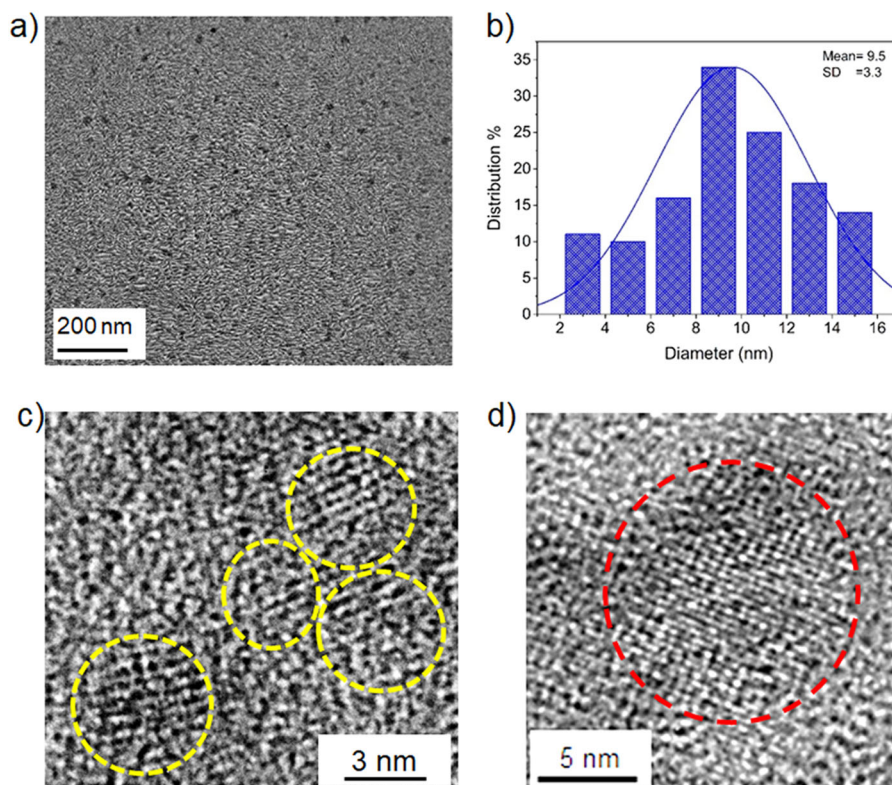 a)
200 nm
b)
Mean= 9.5
SD =3.3
Distribution %
35
30
25
20
15
10
5
0
2 4 6 8 10 12 14 16
Diameter (nm)
c)
3 nm
d)
5 nm